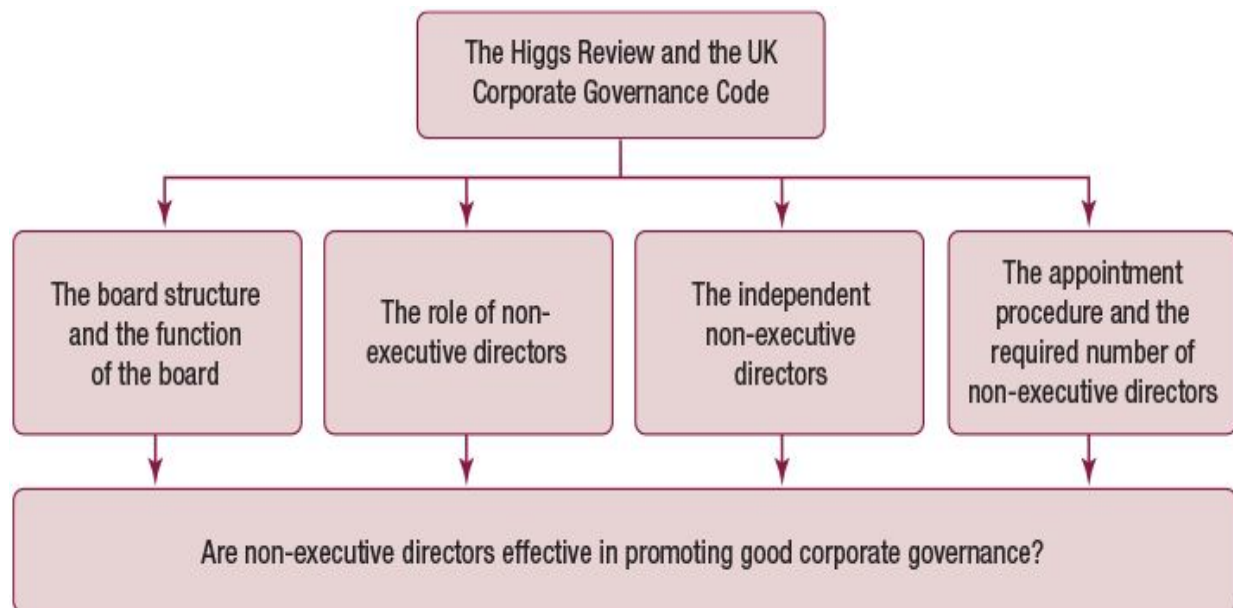 The Higgs Review and the UK
Corporate Governance Code
The board structure
and the function
of the board
The role of non-
executive directors
The independent
non-executive
directors
The appointment
procedure and the
required number of
non-executive directors
Are non-executive directors effective in promoting good corporate governance?